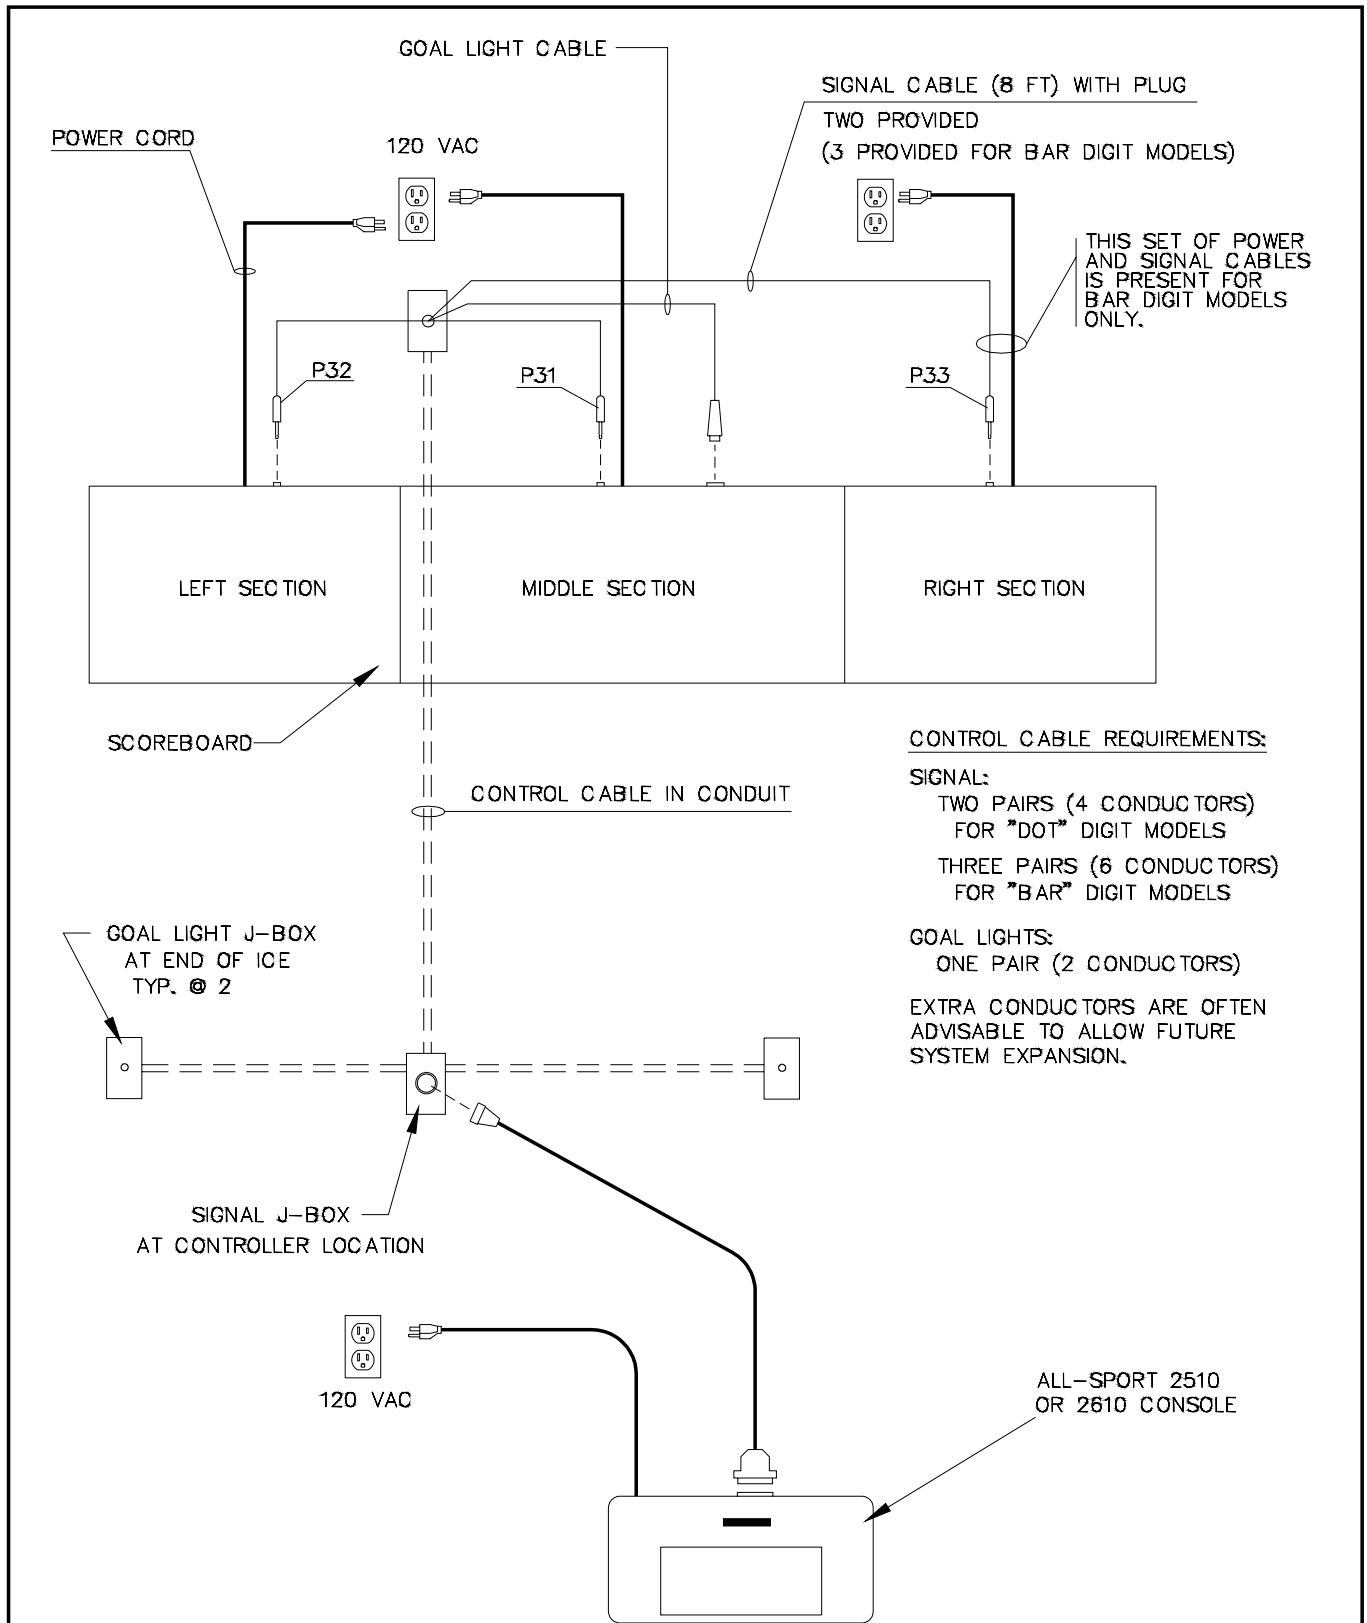 GOAL LIGHT CABLE
SIGNAL CABLE (8 FT) WITH PLUG
TWO PROVIDED
(3 PROVIDED FOR BAR DIGIT MODELS)
POWER CORD
120 VAC
THIS SET OF POWER
AND SIGNAL CABLES
IS PRESENT FOR
BAR DIGIT MODELS
ONLY.
P32
P31
P33
LEFT SECTION
MIDDLE SECTION
RIGHT SECTION
SCOREBOARD
CONTROL CABLE REQUIREMENTS:
SIGNAL:
TWO PAIRS (4 CONDUCTORS)
FOR "DOT" DIGIT MODELS
THREE PAIRS (6 CONDUCTORS)
FOR "BAR" DIGIT MODELS
GOAL LIGHTS:
ONE PAIR (2 CONDUCTORS)
EXTRA CONDUCTORS ARE OFTEN
ADVISABLE TO ALLOW FUTURE
SYSTEM EXPANSION.
CONTROL CABLE IN CONDUIT
GOAL LIGHT J-BOX
AT END OF ICE
TYP. @ 2
SIGNAL J-BOX
AT CONTROLLER LOCATION
120 VAC
ALL-SPORT 2510
OR 2610 CONSOLE